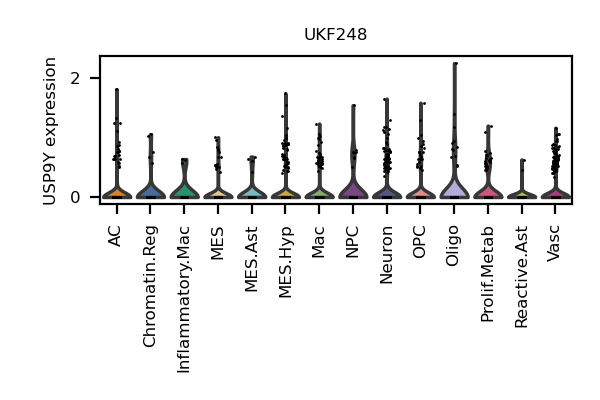 UKF248
USP9Y expression
2
0
AC
Chromatin.Reg
Inflammatory.Mac
MES
MES.Ast
MES.Hyp
Mac
NPC
Neuron
OPC
Oligo
Prolif.Metab
Reactive.Ast
Vasc